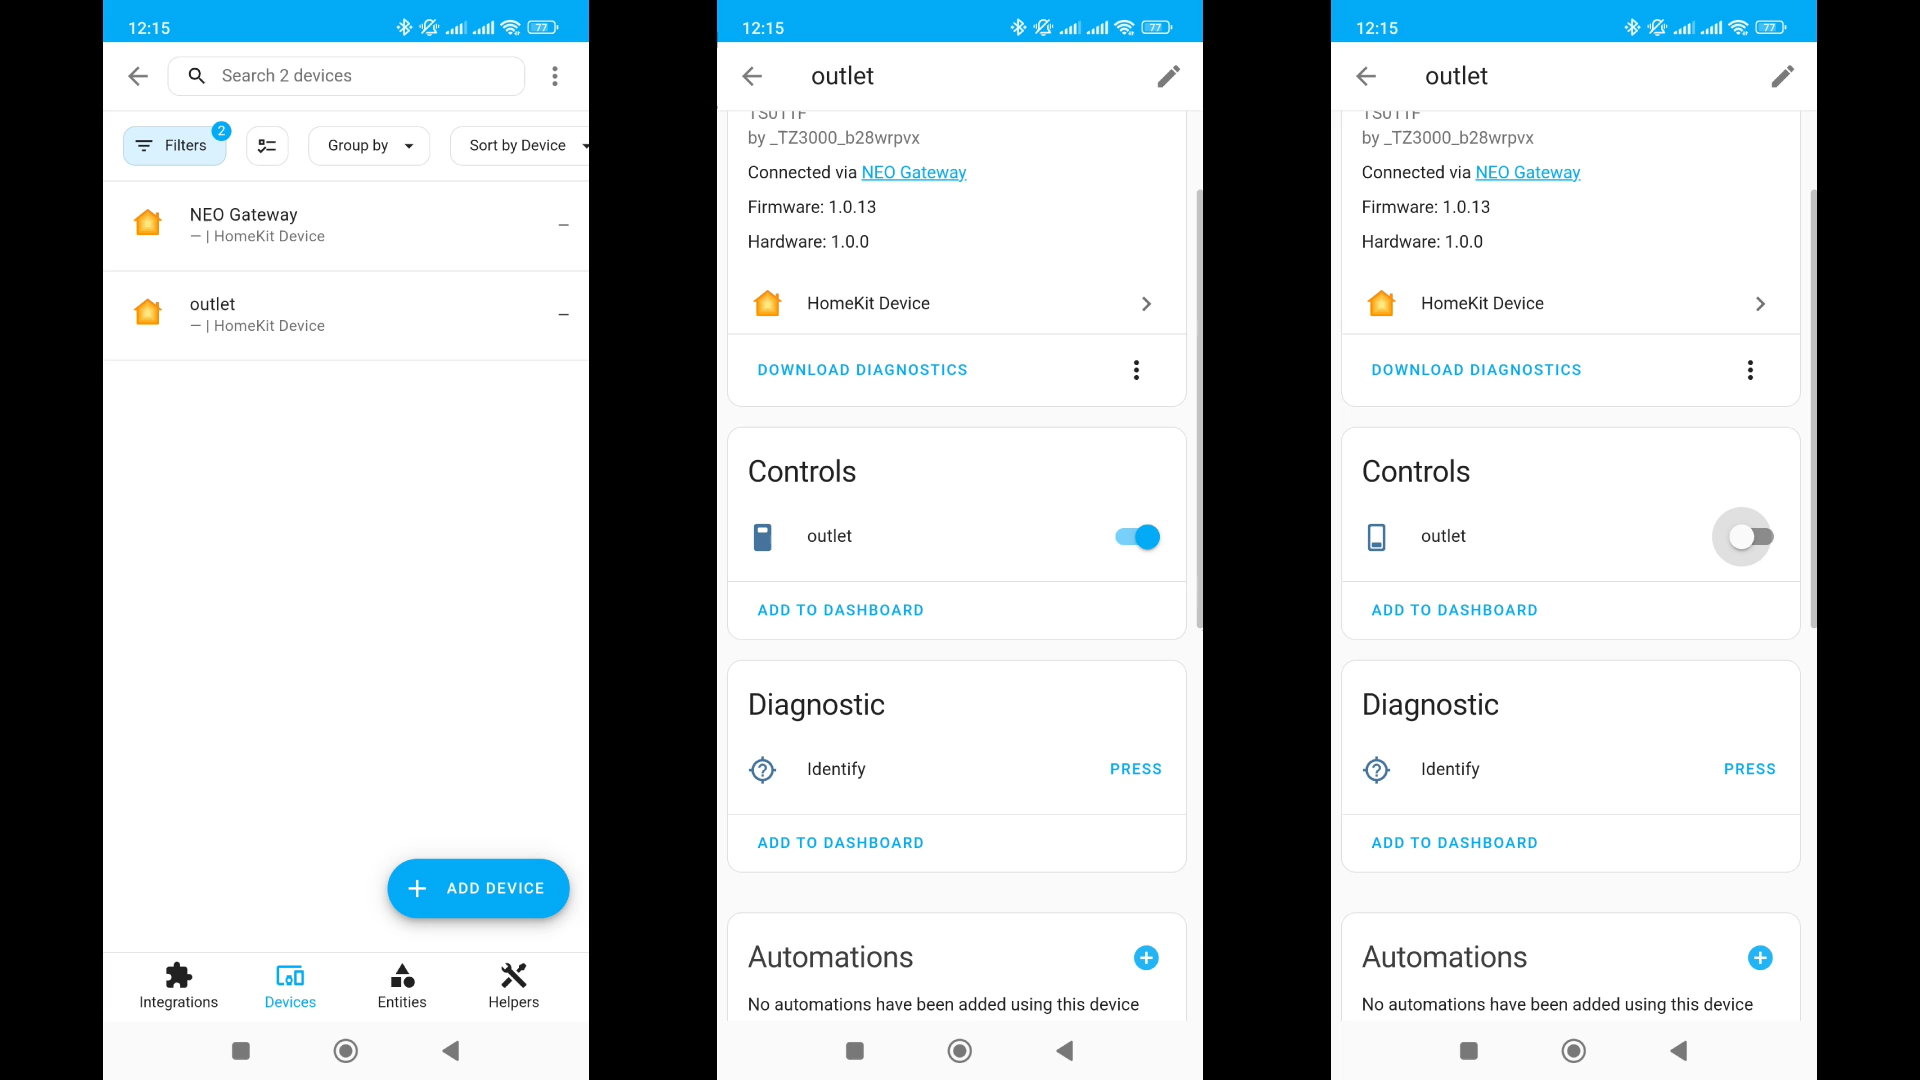 12:15
77
Search 2 devices
Filters
2
Group by
Sort by Device
NEO Gateway
– | HomeKit Device
–
outlet
– | HomeKit Device
–
ADD DEVICE
Integrations
Devices
Entities
Helpers
12:15
77
outlet
TS011F
by _TZ3000_b28wrpvx
Connected via NEO Gateway
Firmware: 1.0.13
Hardware: 1.0.0
HomeKit Device
DOWNLOAD DIAGNOSTICS
Controls
outlet
ADD TO DASHBOARD
Diagnostic
Identify
PRESS
ADD TO DASHBOARD
Automations
No automations have been added using this device
12:15
77
outlet
TS011F
by _TZ3000_b28wrpvx
Connected via NEO Gateway
Firmware: 1.0.13
Hardware: 1.0.0
HomeKit Device
DOWNLOAD DIAGNOSTICS
Controls
outlet
ADD TO DASHBOARD
Diagnostic
Identify
PRESS
ADD TO DASHBOARD
Automations
No automations have been added using this device